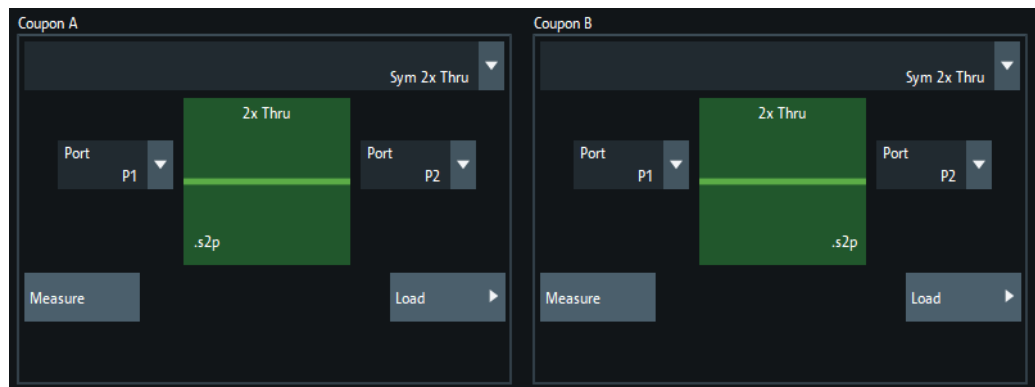 Coupon A
Sym 2x Thru
2x Thru
Port
P1
Port
P2
.s2p
Measure
Load
Coupon B
Sym 2x Thru
2x Thru
Port
P1
Port
P2
.s2p
Measure
Load